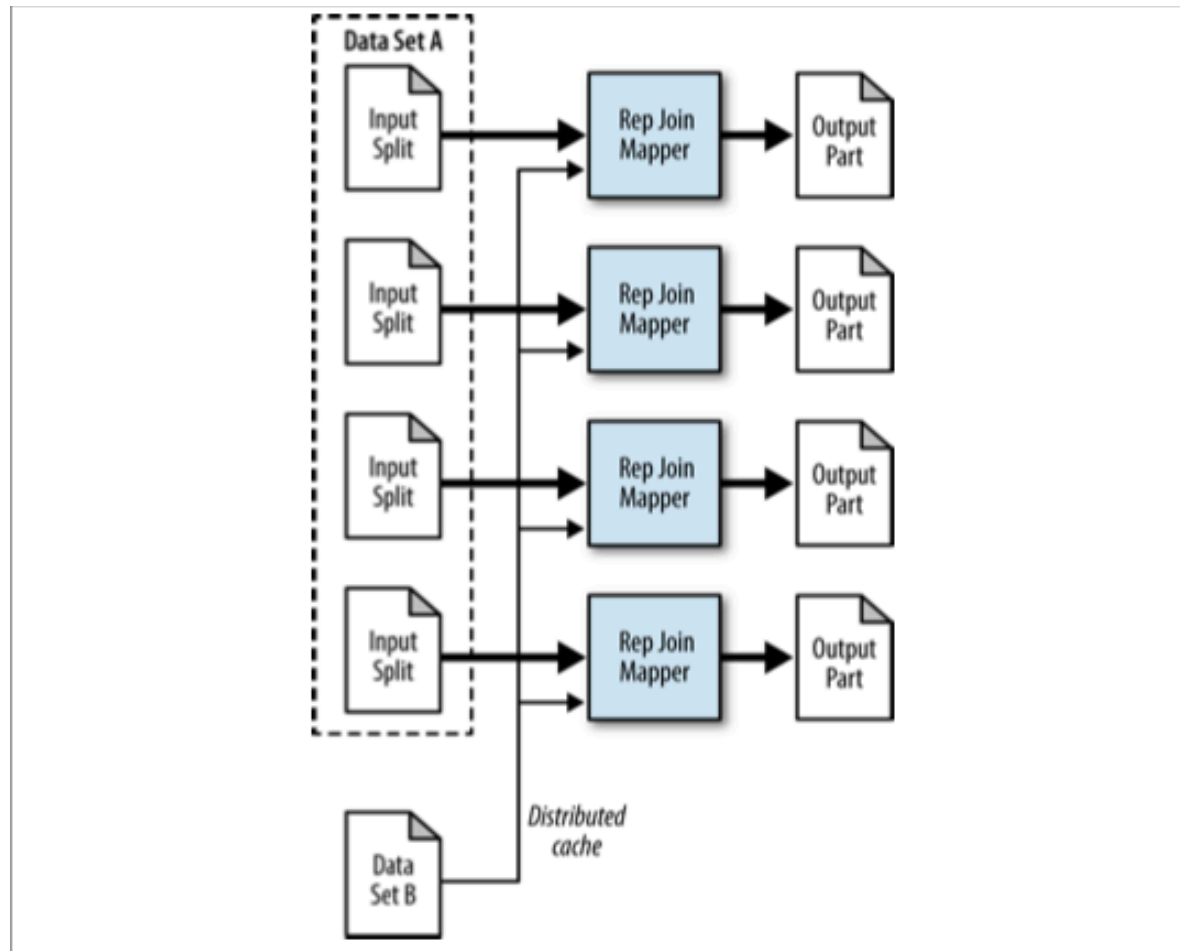 Data Set A
Input
Split
Rep Join
Mapper
Output
Part
Input
Split
Rep Join
Mapper
Output
Part
Input
Split
Rep Join
Mapper
Output
Part
Input
Split
Rep Join
Mapper
Output
Part
Distributed
cache
Data
Set B